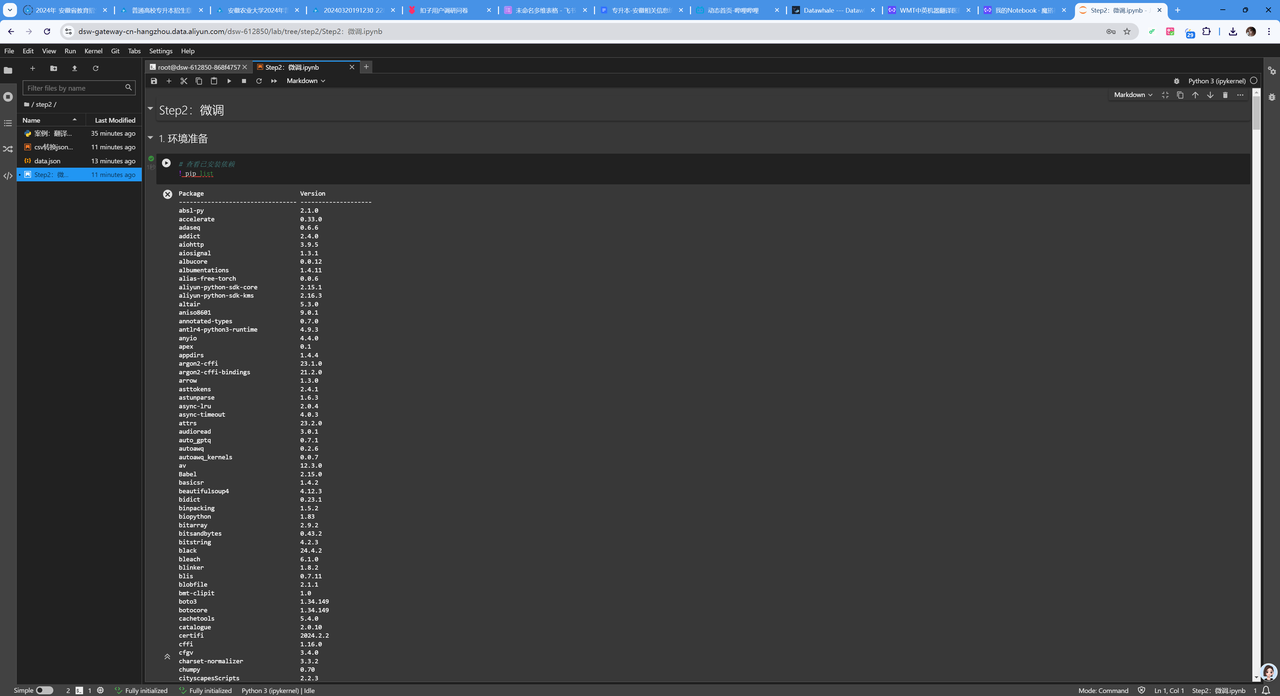 2024年 安徽省教育招
普通高校专升本招生管
安徽农业大学2024年普
20240320191230_22
扣子用户调研问卷
未命名多维表格 - 飞书
专升本-安徽相关信息
动态首页-哔哩哔哩
Datawhale --- Dataw
WMT中英机器翻译
我的Notebook · 魔搭
Step2：微调.ipynb -
dsw-gateway-cn-hangzhou.data.aliyun.com/dsw-612850/lab/tree/step2/Step2：微调.ipynb
29
File Edit View Run Kernel Git Tabs Settings Help
root@dsw-612850-868f4757
Step2：微调.ipynb
Markdown
Python 3 (ipykernel)
Filter files by name
/ step2 /
Name Last Modified
案例：翻译... 35 minutes ago
csv转换json... 11 minutes ago
data.json 13 minutes ago
Step2：微... 11 minutes ago
Markdown
Step2：微调
1. 环境准备
# 查看已安装依赖
! pip list
Package Version
--------------------------------- --------------------
absl-py 2.1.0
accelerate 0.33.0
adaseq 0.6.6
addict 2.4.0
aiohttp 3.9.5
aiosignal 1.3.1
albucore 0.0.12
albumentations 1.4.11
alias-free-torch 0.0.6
aliyun-python-sdk-core 2.15.1
aliyun-python-sdk-kms 2.16.3
altair 5.3.0
aniso8601 9.0.1
annotated-types 0.7.0
antlr4-python3-runtime 4.9.3
anyio 4.4.0
apex 0.1
appdirs 1.4.4
argon2-cffi 23.1.0
argon2-cffi-bindings 21.2.0
arrow 1.3.0
asttokens 2.4.1
astunparse 1.6.3
async-lru 2.0.4
async-timeout 4.0.3
attrs 23.2.0
audioread 3.0.1
auto_gptq 0.7.1
autoawq 0.2.6
autoawq_kernels 0.0.7
av 12.3.0
Babel 2.15.0
basicsr 1.4.2
beautifulsoup4 4.12.3
bidict 0.23.1
binpacking 1.5.2
biopython 1.83
bitarray 2.9.2
bitsandbytes 0.43.2
bitstring 4.2.3
black 24.4.2
bleach 6.1.0
blinker 1.8.2
blis 0.7.11
blobfile 2.1.1
bmt-clipit 1.0
boto3 1.34.149
botocore 1.34.149
cachetools 5.4.0
catalogue 2.0.10
certifi 2024.2.2
cffi 1.16.0
cfgv 3.4.0
charset-normalizer 3.3.2
chumpy 0.70
cityscapesScripts 2.2.3
Simple 2 1 Fully initialized Fully initialized Python 3 (ipykernel) | Idle
Mode: Command Ln 1, Col 1 Step2：微调.ipynb 1